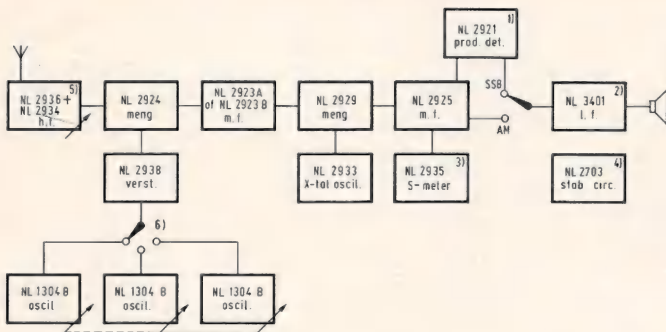 NL 2921
1)
prod. det.
NL 2936+
5)
NL 2934
h.f.
NL 2924
meng
NL 2923A
of NL 2923 B
m.f.
NL 2929
meng
NL 2925
m.f.
SSB
AM
NL 3401
2)
l.f
NL 2938
verst.
NL 2933
X-tal oscil.
NL 2935
3)
S-meter
NL 2703
4)
stab circ.
6)
NL 1304 B
oscil
NL 1304 B
oscil.
NL 1304 B
oscil.